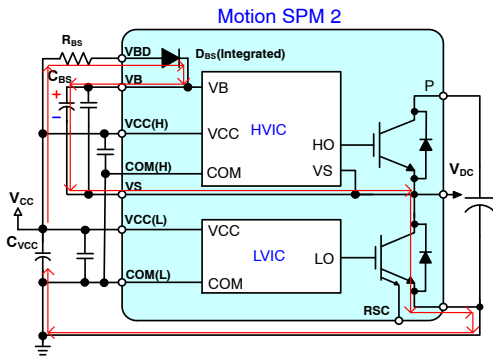 Motion SPM 2
RBS
VBD
DBS(Integrated)
CBS
VB
VB
P
+
−
HVIC
VCC(H)
VCC
HO
COM(H)
COM
VS
VDC
VS
VCC
VCC(L)
VCC
CVCC
LVIC
LO
COM(L)
COM
RSC